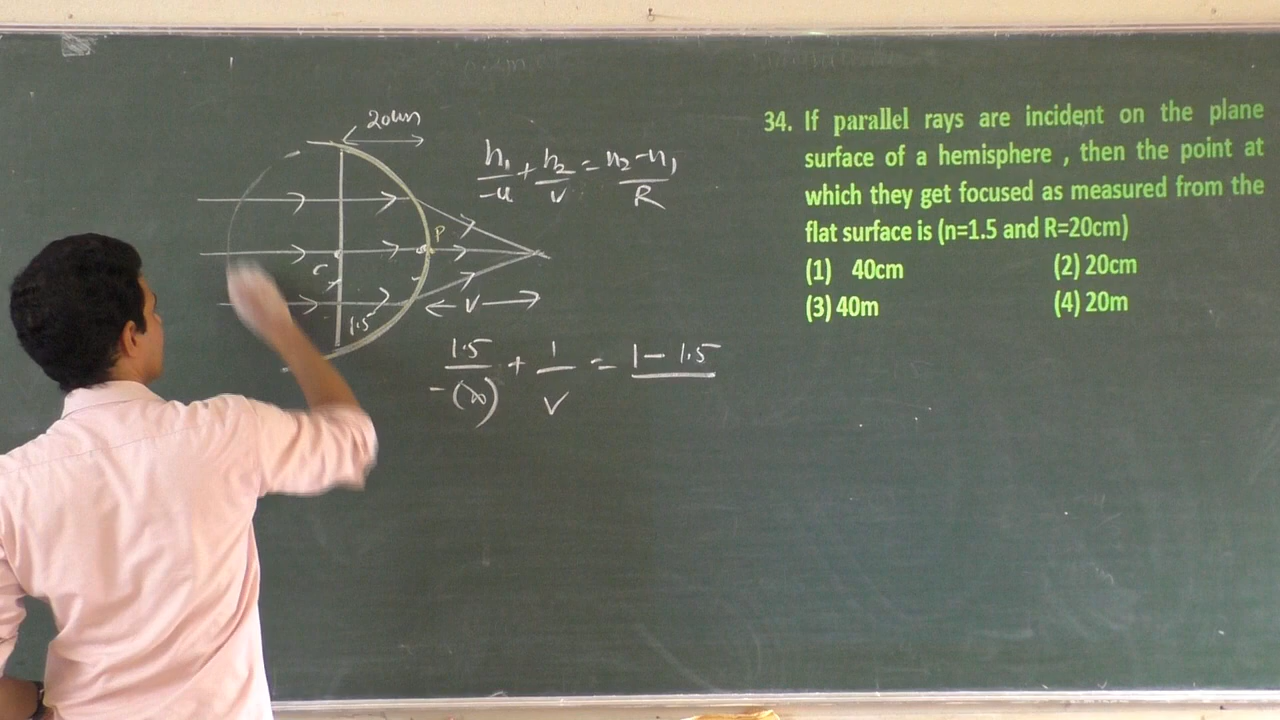 20cm
n₁/-u + n₂/v = n₂-n₁/R
P
C
1.5
v
1.5/-(∞) + 1/v = 1 - 1.5
34. If parallel rays are incident on the plane
surface of a hemisphere , then the point at
which they get focused as measured from the
flat surface is (n=1.5 and R=20cm)
(1) 40cm (2) 20cm
(3) 40m (4) 20m